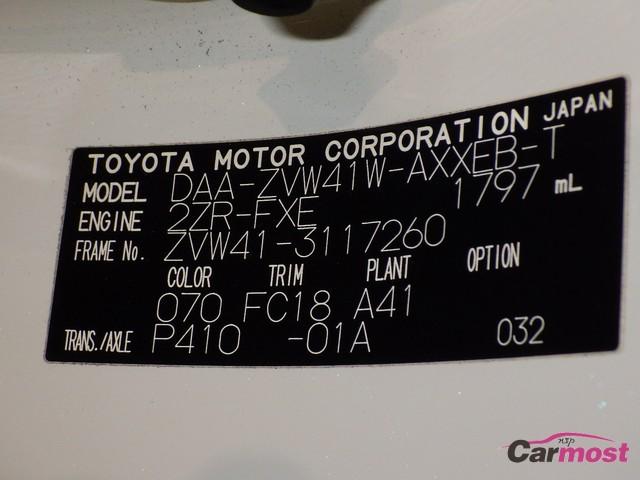 TOYOTA MOTOR CORPORATION JAPAN
MODEL DAA-ZVW41W-AXXEB-T
ENGINE 2ZR-FXE 1797 mL
FRAME No. ZVW41-3117260
COLOR TRIM PLANT OPTION
070 FC18 A41
TRANS./AXLE P410 -01A 032
nsp
Carmost